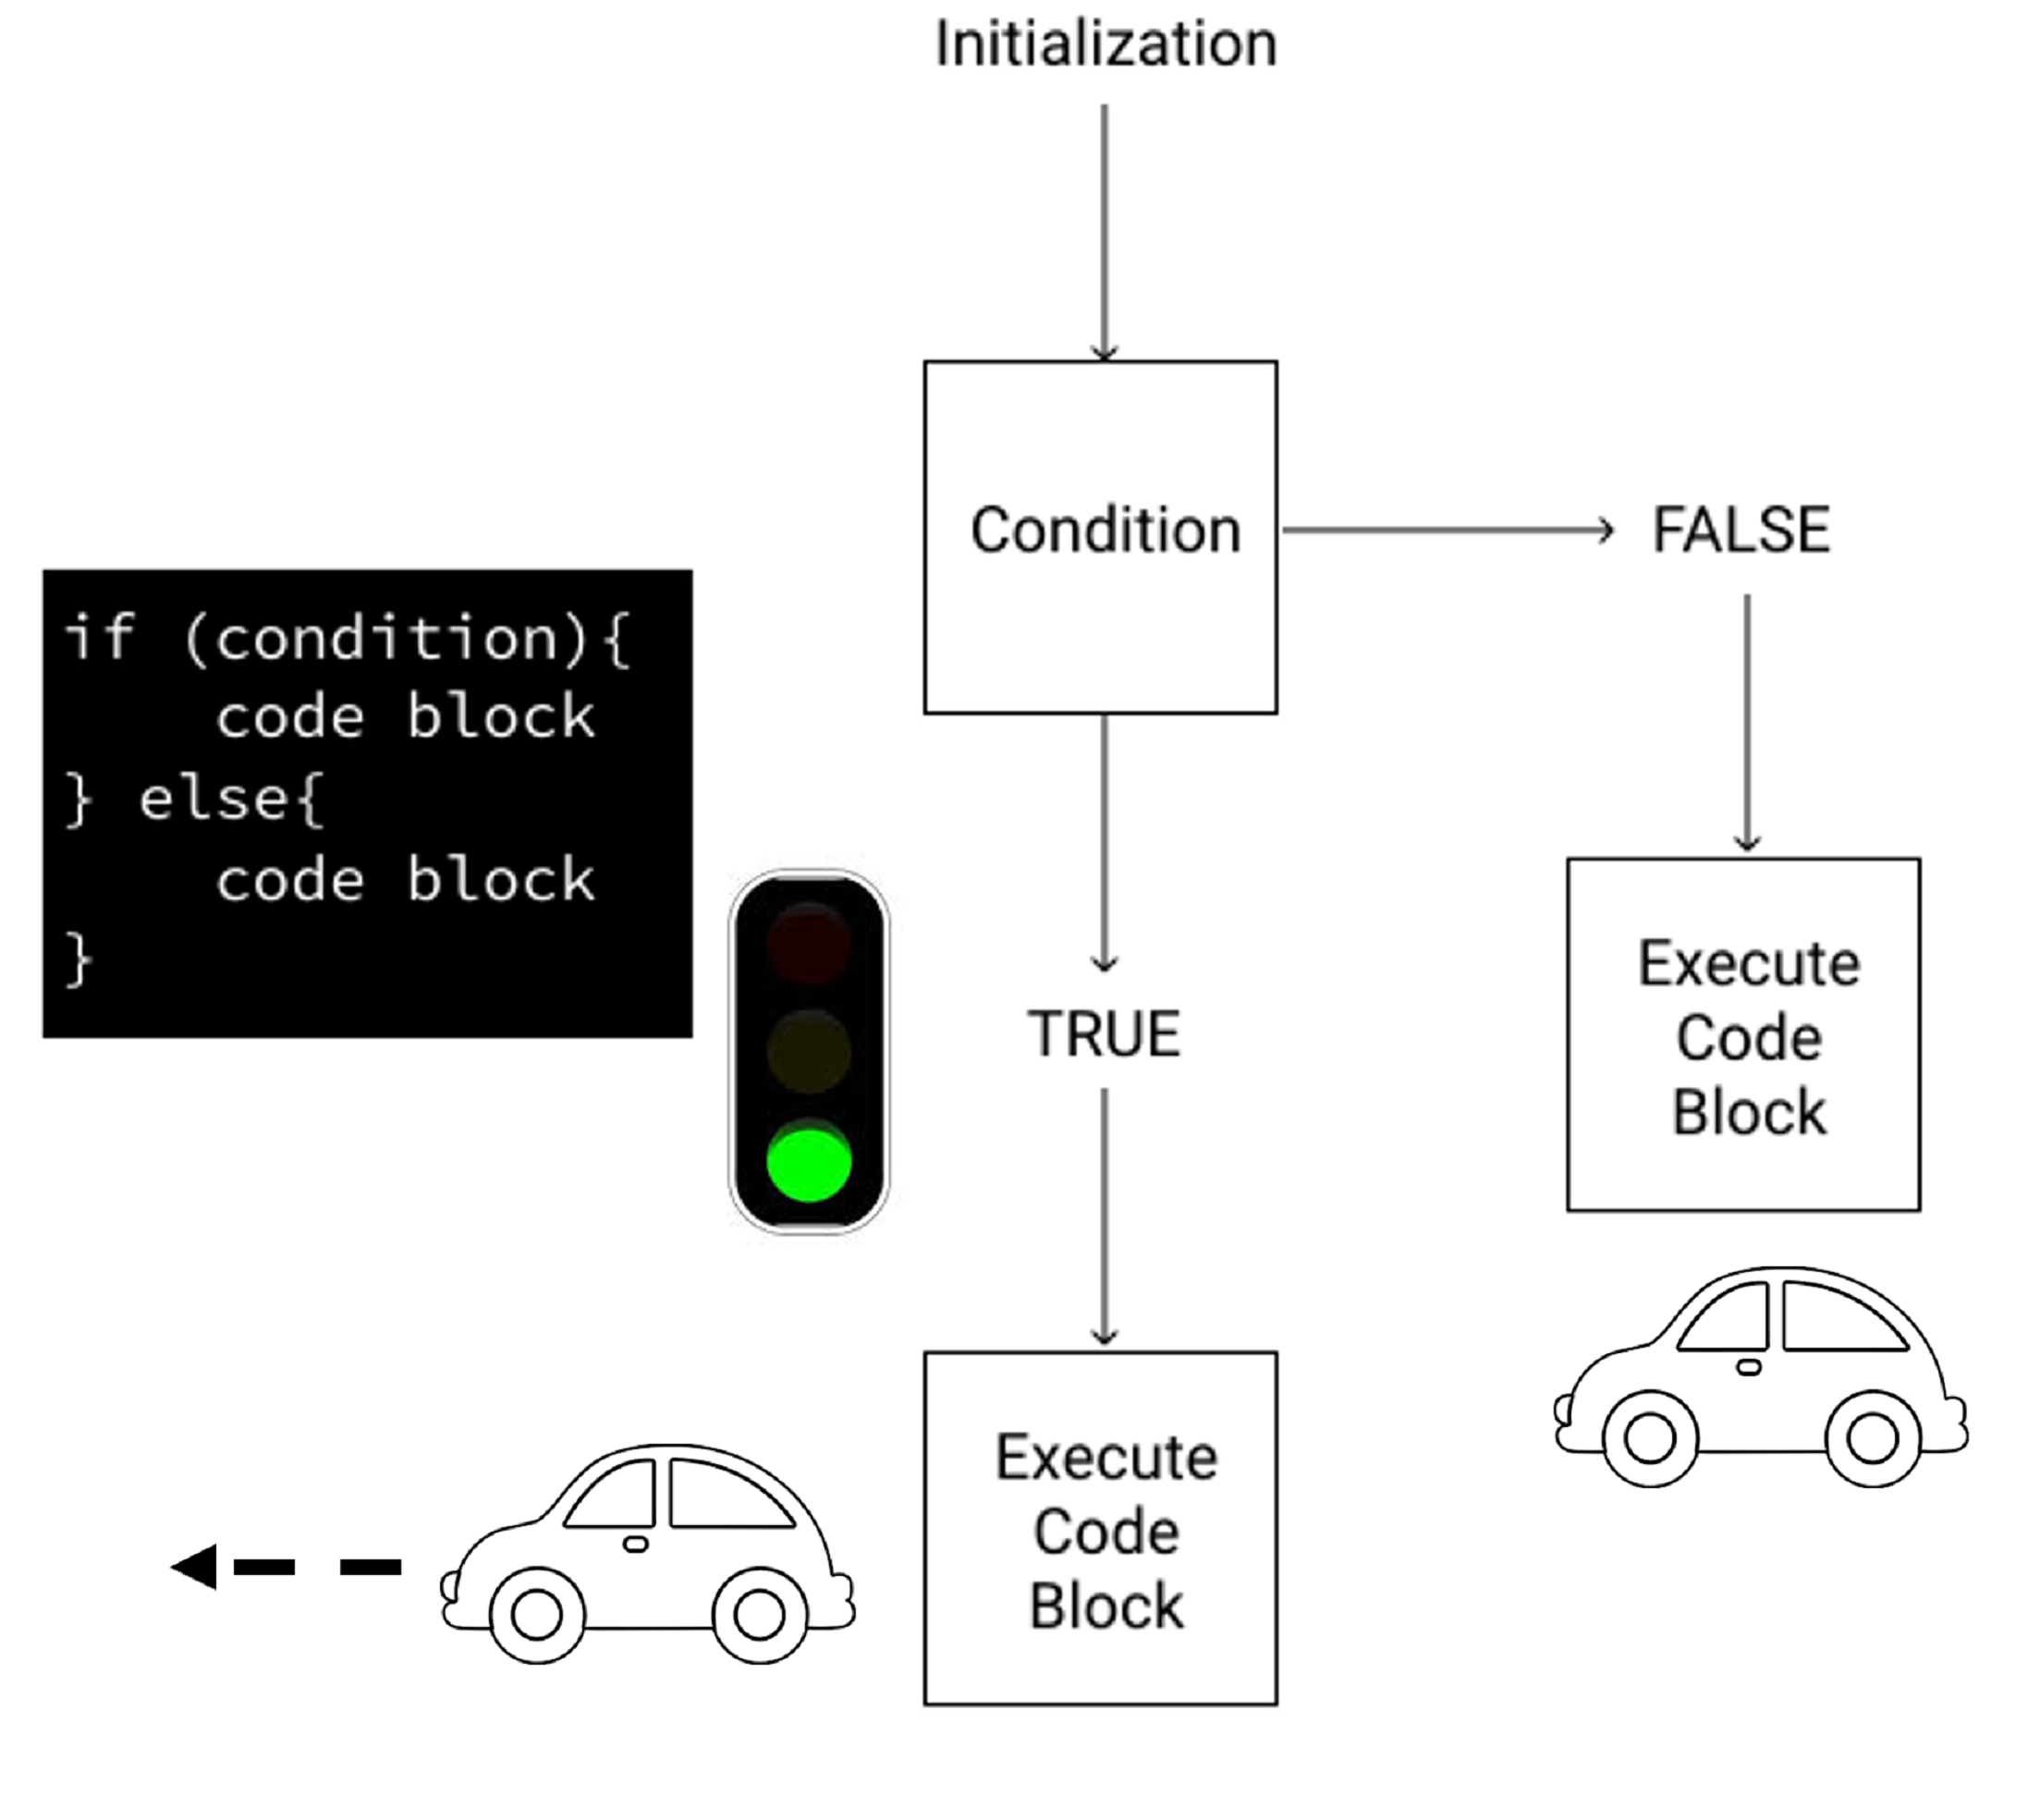 Initialization
Condition
FALSE
if (condition){
    code block
} else{
    code block
}
TRUE
Execute
Code
Block
Execute
Code
Block